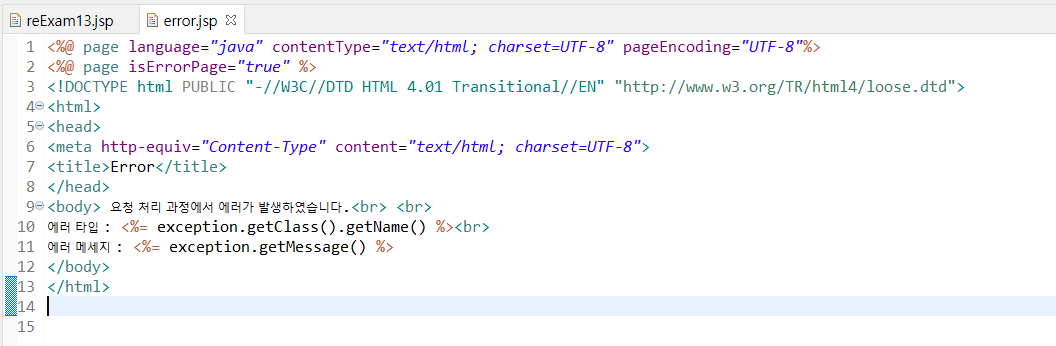 reExam13.jsp error.jsp
1 <%@ page language="java" contentType="text/html; charset=UTF-8" pageEncoding="UTF-8"%>
2 <%@ page isErrorPage="true" %>
3 <!DOCTYPE html PUBLIC "-//W3C//DTD HTML 4.01 Transitional//EN" "http://www.w3.org/TR/html4/loose.dtd">
4 <html>
5 <head>
6 <meta http-equiv="Content-Type" content="text/html; charset=UTF-8">
7 <title>Error</title>
8 </head>
9 <body> 요청 처리 과정에서 에러가 발생하였습니다.<br> <br>
10 에러 타입 : <%= exception.getClass().getName() %><br>
11 에러 메세지 : <%= exception.getMessage() %>
12 </body>
13 </html>
14
15